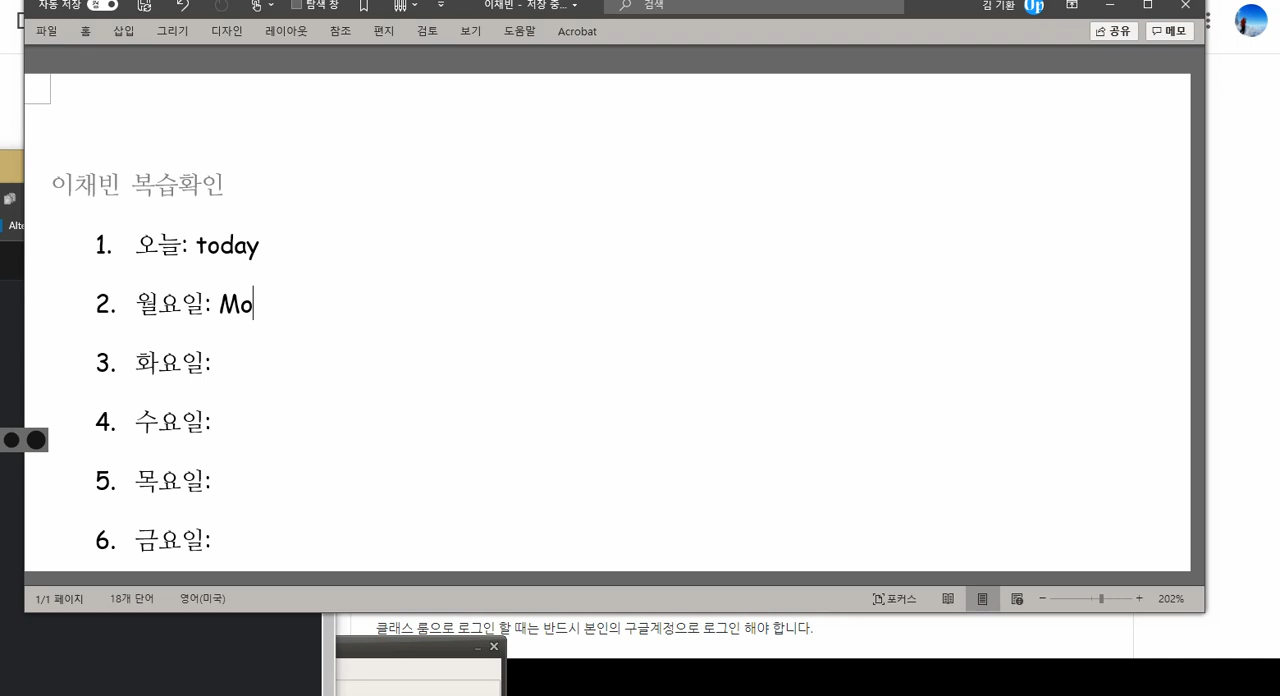 자동 저장 탐색 창 이채빈 - 저장 중... 검색 김 기환 Up
파일 홈 삽입 그리기 디자인 레이아웃 참조 편지 검토 보기 도움말 Acrobat 공유 메모
이채빈 복습확인
1. 오늘: today
2. 월요일: Mo
3. 화요일:
4. 수요일:
5. 목요일:
6. 금요일:
Alte
1/1 페이지 18개 단어 영어(미국) 포커스 202%
클래스 룸으로 로그인 할 때는 반드시 본인의 구글계정으로 로그인 해야 합니다.